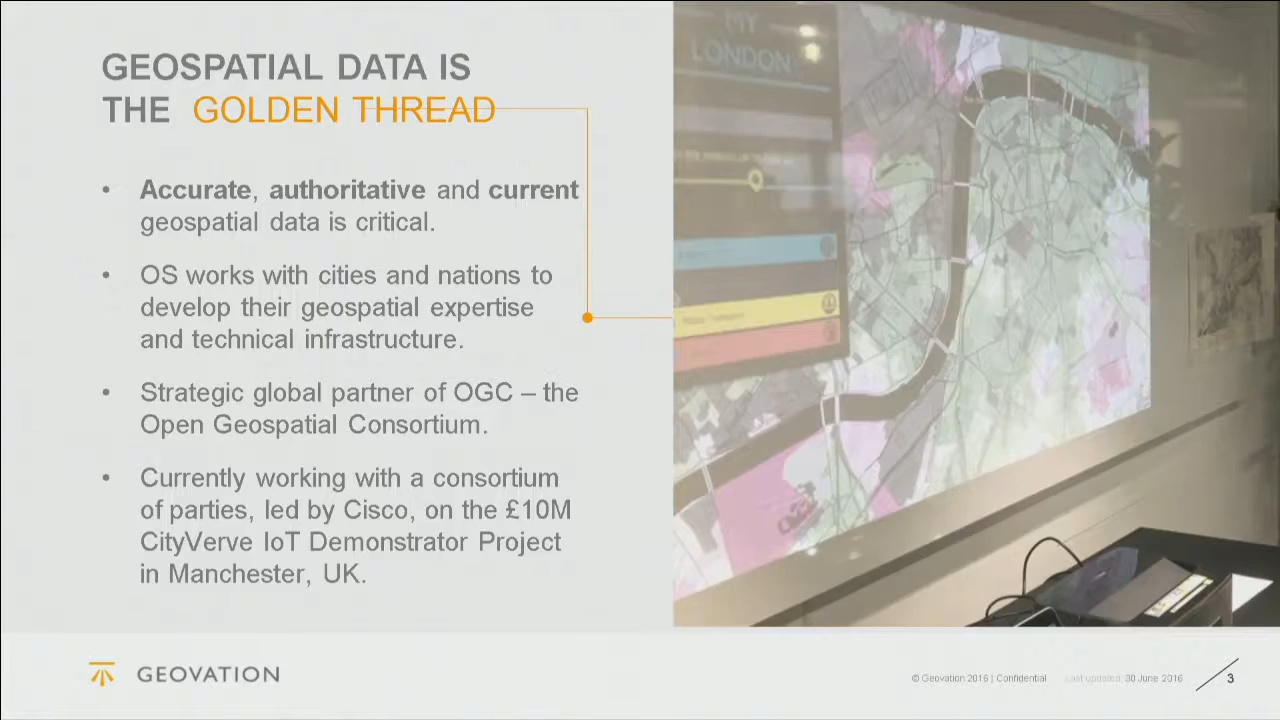 GEOSPATIAL DATA IS
THE GOLDEN THREAD
• Accurate, authoritative and current
geospatial data is critical.
• OS works with cities and nations to
develop their geospatial expertise
and technical infrastructure.
• Strategic global partner of OGC – the
Open Geospatial Consortium.
• Currently working with a consortium
of parties, led by Cisco, on the £10M
CityVerve IoT Demonstrator Project
in Manchester, UK.
MY
LONDON
GEOVATION
© Geovation 2016 | Confidential Last updated: 30 June 2016 3